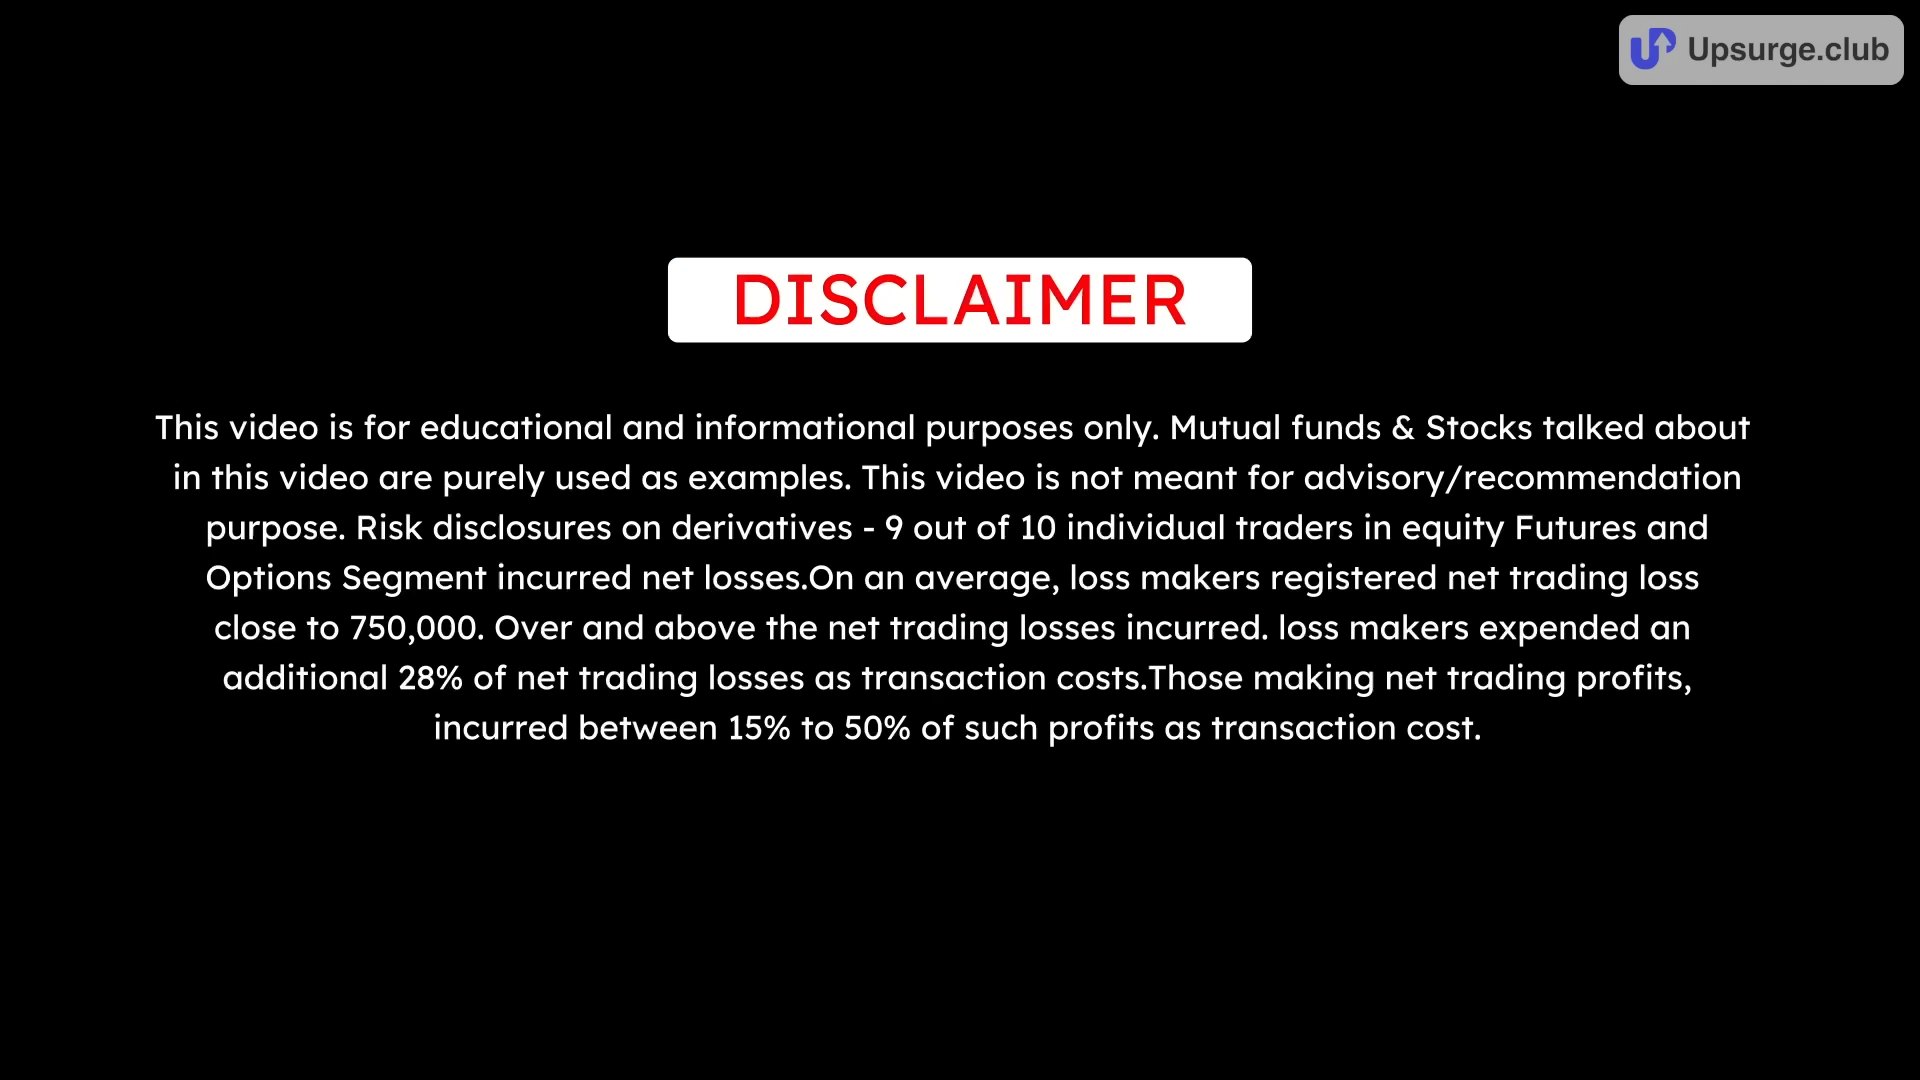 Upsurge.club
DISCLAIMER
This video is for educational and informational purposes only. Mutual funds & Stocks talked about
in this video are purely used as examples. This video is not meant for advisory/recommendation
purpose. Risk disclosures on derivatives - 9 out of 10 individual traders in equity Futures and
Options Segment incurred net losses.On an average, loss makers registered net trading loss
close to 750,000. Over and above the net trading losses incurred. loss makers expended an
additional 28% of net trading losses as transaction costs.Those making net trading profits,
incurred between 15% to 50% of such profits as transaction cost.